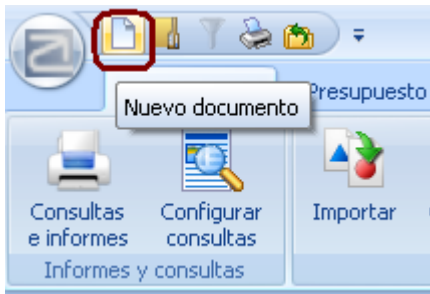 Nuevo documento
Presupuesto
Consultas
e informes
Configurar
consultas
Importar
Informes y consultas